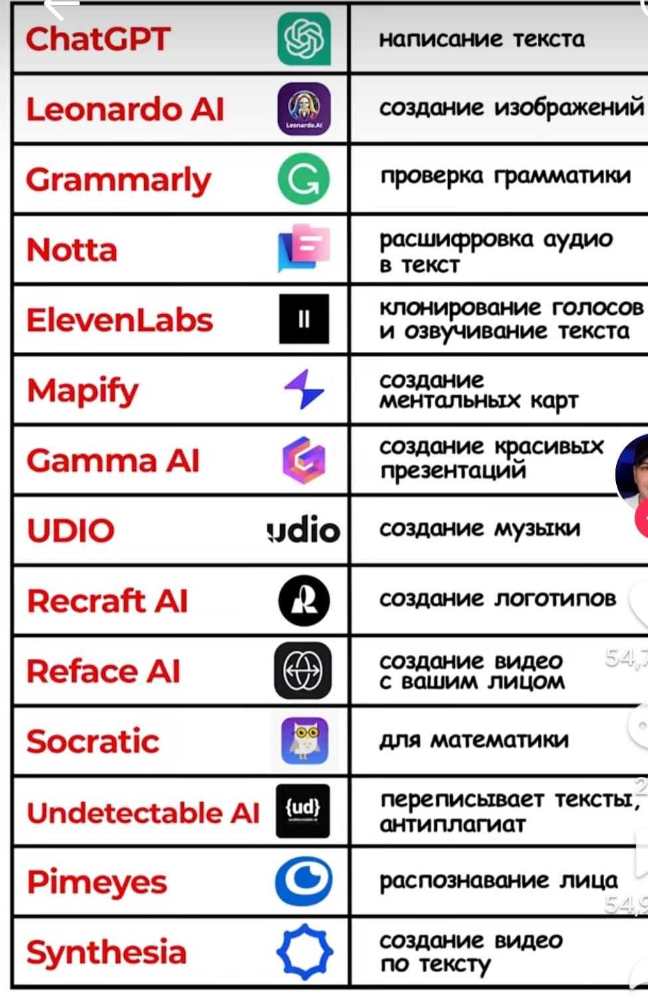 ChatGPT
написание текста
Leonardo AI
Leonardo.Ai
создание изображений
Grammarly
проверка грамматики
Notta
расшифровка аудио
в текст
ElevenLabs
клонирование голосов
и озвучивание текста
Mapify
создание
ментальных карт
Gamma AI
создание красивых
презентаций
UDIO
udio
создание музыки
Recraft AI
создание логотипов
Reface AI
создание видео
с вашим лицом
54,7
Socratic
для математики
Undetectable AI
{ud}
переписывает тексты,
антиплагиат
2
Pimeyes
распознавание лица
54,9
Synthesia
создание видео
по тексту